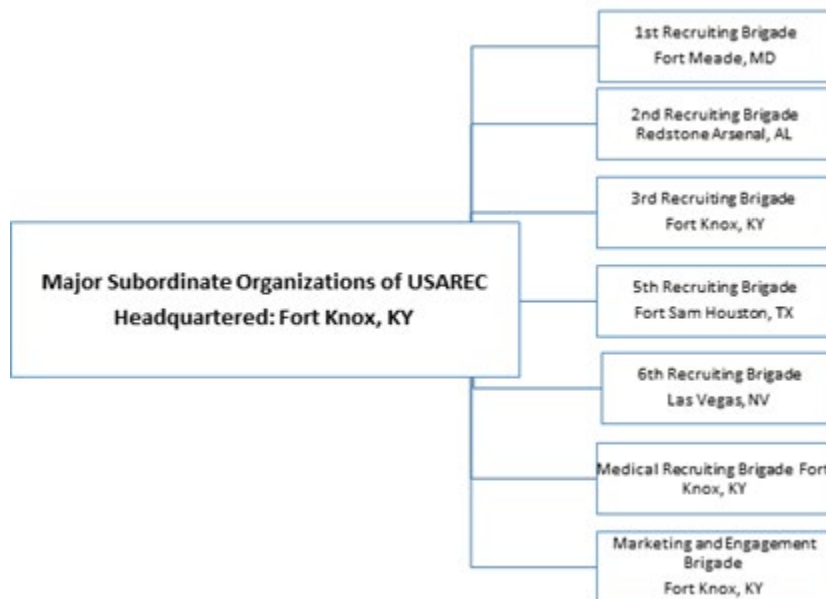 1st Recruiting Brigade
Fort Meade, MD
2nd Recruiting Brigade
Redstone Arsenal, AL
3rd Recruiting Brigade
Fort Knox, KY
Major Subordinate Organizations of USAREC
Headquartered: Fort Knox, KY
5th Recruiting Brigade
Fort Sam Houston, TX
6th Recruiting Brigade
Las Vegas, NV
Medical Recruiting Brigade Fort
Knox, KY
Marketing and Engagement
Brigade
Fort Knox, KY